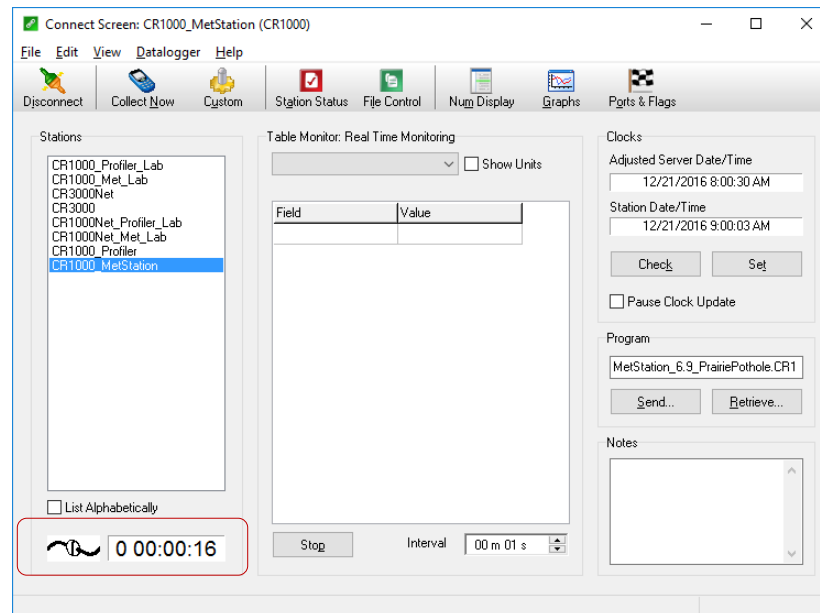 Connect Screen: CR1000_MetStation (CR1000)
File Edit View Datalogger Help
Disconnect Collect Now Custom Station Status File Control Num Display Graphs Ports & Flags
Stations
CR1000_Profiler_Lab
CR1000_Met_Lab
CR3000Net
CR3000
CR1000Net_Profiler_Lab
CR1000Net_Met_Lab
CR1000_Profiler
CR1000_MetStation
List Alphabetically
0 00:00:16
Table Monitor: Real Time Monitoring
Show Units
Field Value
Stop Interval 00 m 01 s
Clocks
Adjusted Server Date/Time
12/21/2016 8:00:30 AM
Station Date/Time
12/21/2016 9:00:03 AM
Check Set
Pause Clock Update
Program
MetStation_6.9_PrairiePothole.CR1
Send... Retrieve...
Notes